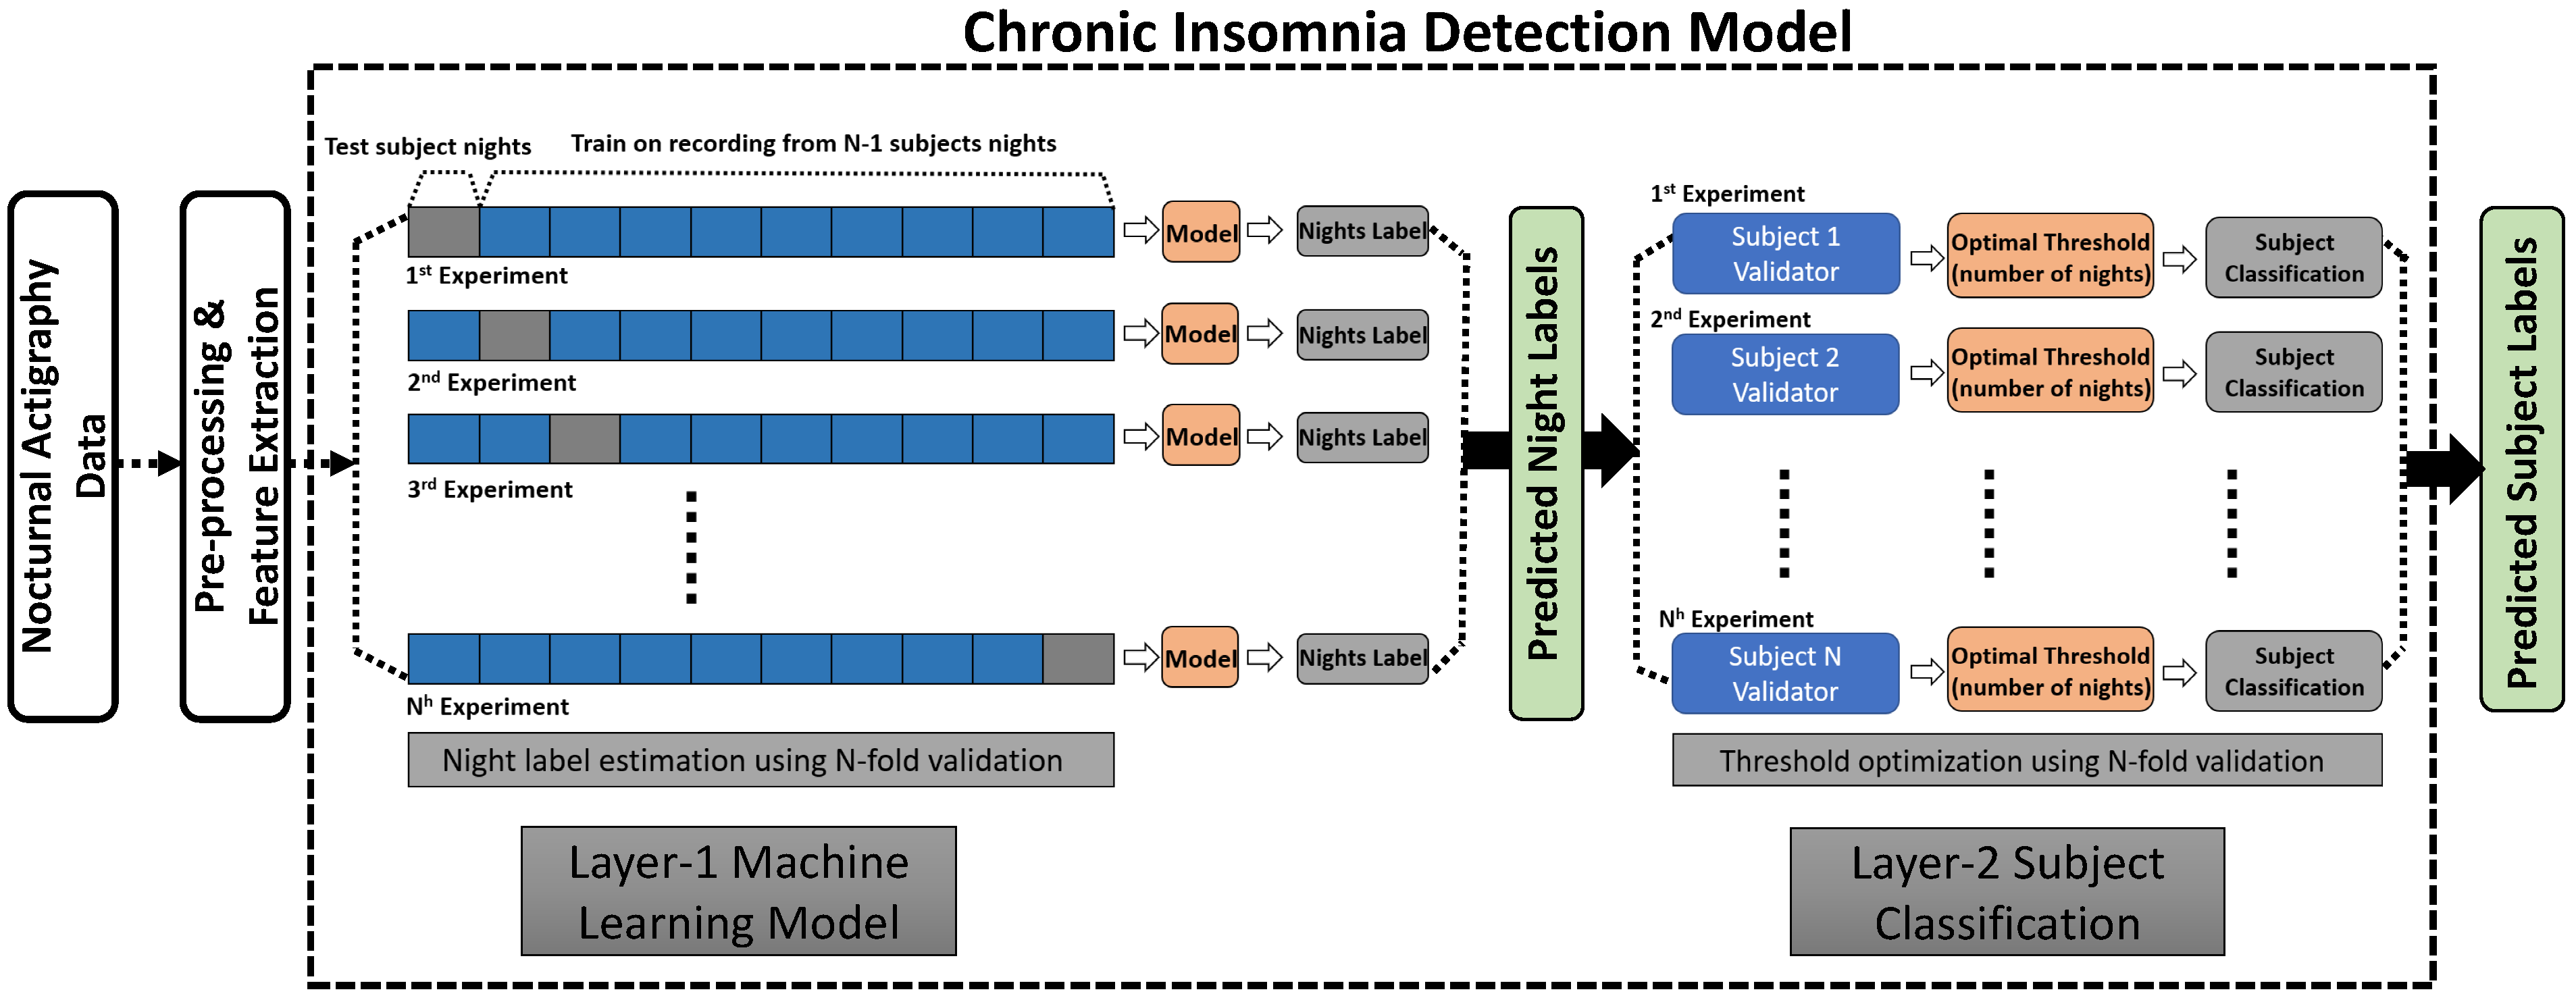 Chronic Insomnia Detection Model
Nocturnal Actigraphy
Data
Pre-processing &
Feature Extraction
Test subject nights
Train on recording from N-1 subjects nights
Model
Nights Label
1st Experiment
Model
Nights Label
2nd Experiment
Model
Nights Label
3rd Experiment
Model
Nights Label
Nh Experiment
Night label estimation using N-fold validation
Layer-1 Machine
Learning Model
Predicted Night Labels
1st Experiment
Subject 1
Validator
Optimal Threshold
(number of nights)
Subject
Classification
2nd Experiment
Subject 2
Validator
Optimal Threshold
(number of nights)
Subject
Classification
Nh Experiment
Subject N
Validator
Optimal Threshold
(number of nights)
Subject
Classification
Threshold optimization using N-fold validation
Layer-2 Subject
Classification
Predicted Subject Labels